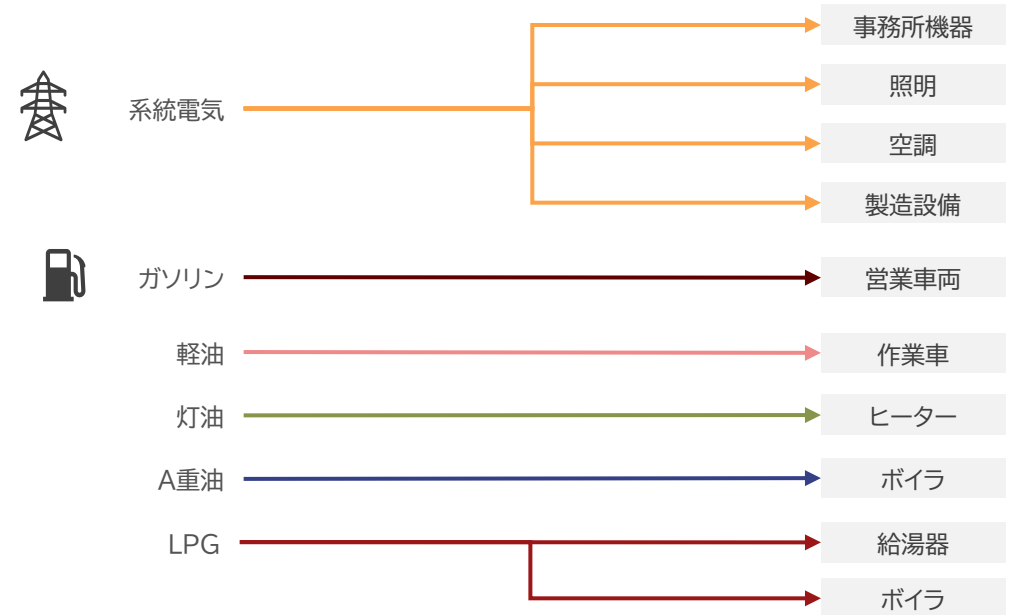 事務所機器
照明
系統電気
空調
製造設備
ガソリン
営業車両
軽油
作業車
灯油
ヒーター
A重油
ボイラ
LPG
給湯器
ボイラ